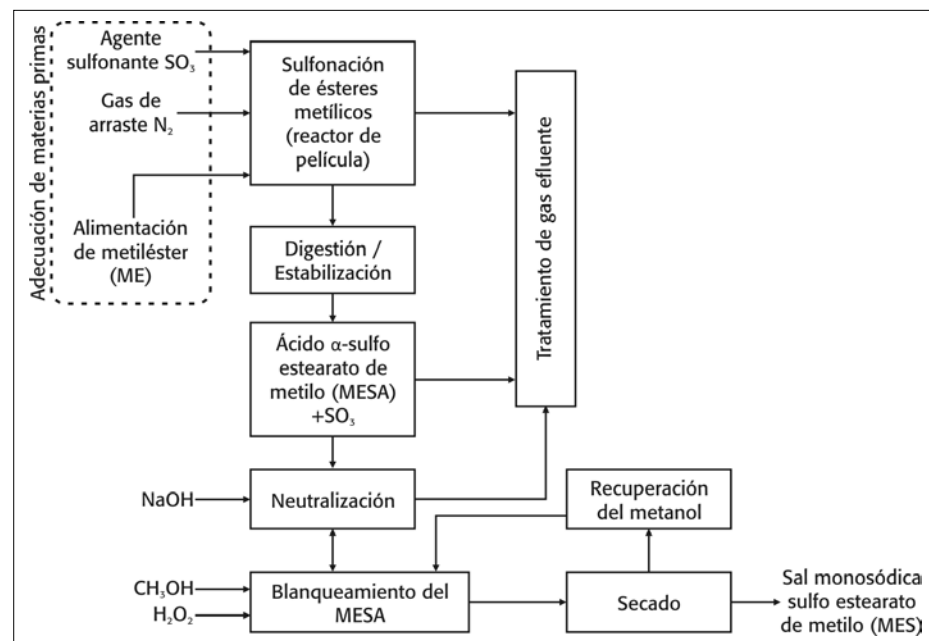 Adecuación de materias primas
Agente
sulfonante SO₃
Gas de
arraste N₂
Alimentación
de metiléster
(ME)
Sulfonación
de ésteres
metílicos
(reactor de
película)
Digestión /
Estabilización
Ácido α-sulfo
estearato de
metilo (MESA)
+SO₃
Tratamiento de gas efluente
NaOH
Neutralización
Recuperación
del metanol
CH₃OH
H₂O₂
Blanqueamiento del
MESA
Secado
Sal monosódica
sulfo estearato
de metilo (MES)